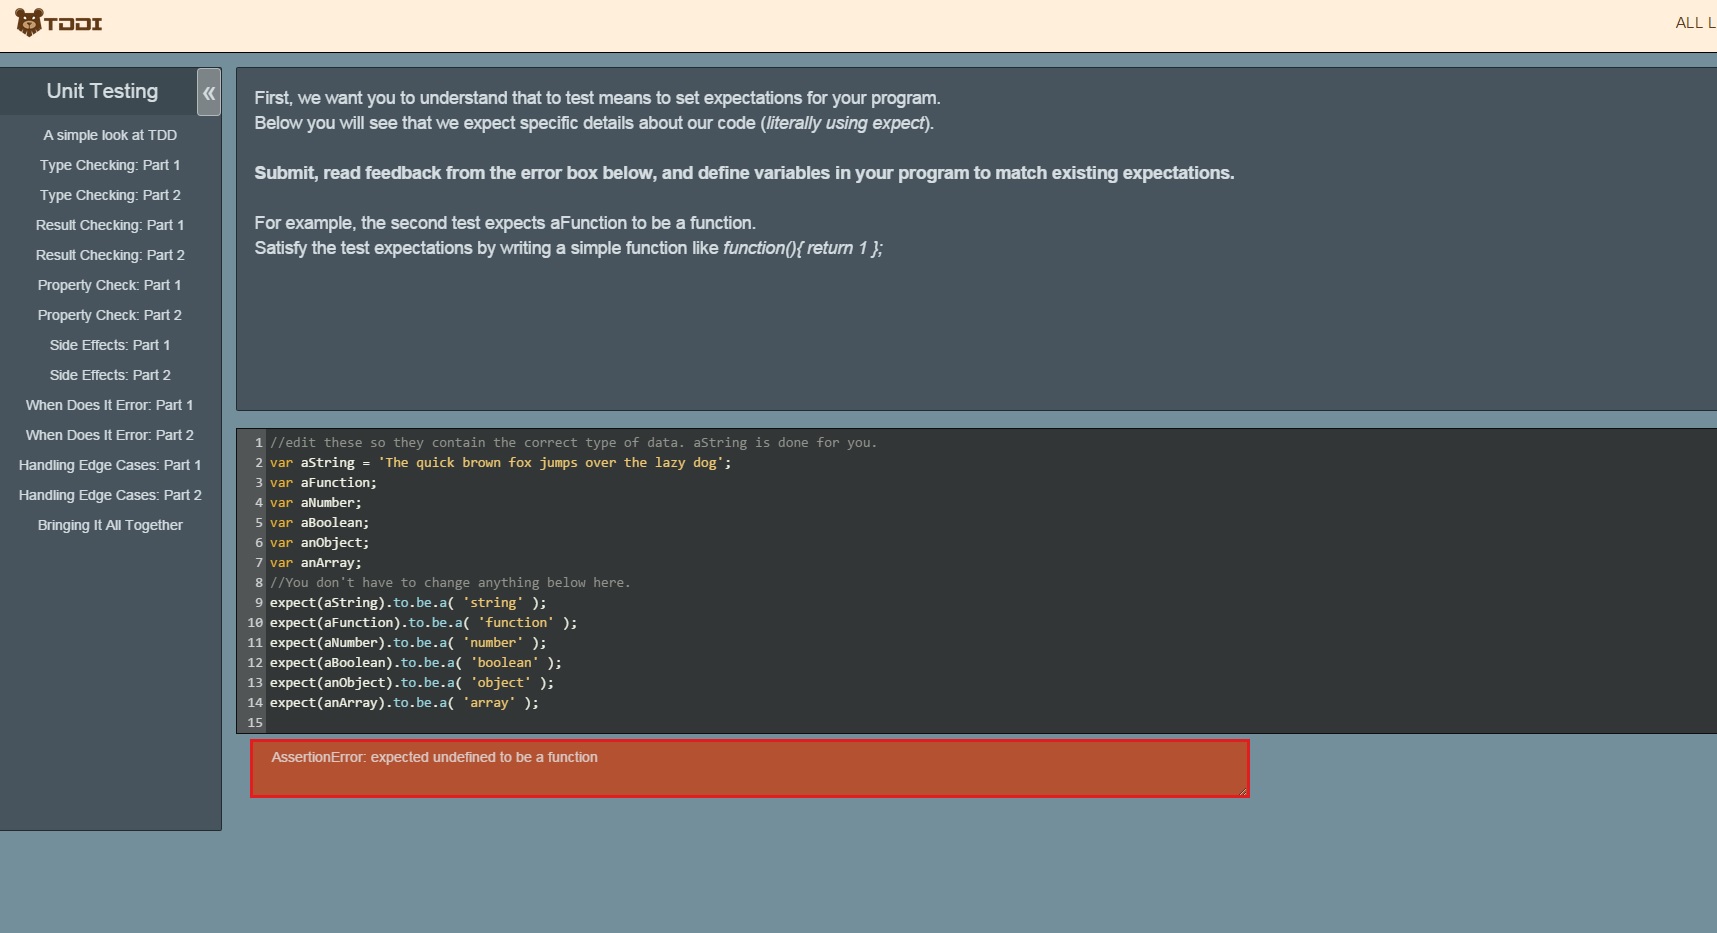 TDDI
ALL L
Unit Testing
«
A simple look at TDD
Type Checking: Part 1
Type Checking: Part 2
Result Checking: Part 1
Result Checking: Part 2
Property Check: Part 1
Property Check: Part 2
Side Effects: Part 1
Side Effects: Part 2
When Does It Error: Part 1
When Does It Error: Part 2
Handling Edge Cases: Part 1
Handling Edge Cases: Part 2
Bringing It All Together
First, we want you to understand that to test means to set expectations for your program.
Below you will see that we expect specific details about our code (literally using expect).
Submit, read feedback from the error box below, and define variables in your program to match existing expectations.
For example, the second test expects aFunction to be a function.
Satisfy the test expectations by writing a simple function like function(){ return 1 };
1 //edit these so they contain the correct type of data. aString is done for you.
2 var aString = 'The quick brown fox jumps over the lazy dog';
3 var aFunction;
4 var aNumber;
5 var aBoolean;
6 var anObject;
7 var anArray;
8 //You don't have to change anything below here.
9 expect(aString).to.be.a( 'string' );
10 expect(aFunction).to.be.a( 'function' );
11 expect(aNumber).to.be.a( 'number' );
12 expect(aBoolean).to.be.a( 'boolean' );
13 expect(anObject).to.be.a( 'object' );
14 expect(anArray).to.be.a( 'array' );
15
AssertionError: expected undefined to be a function